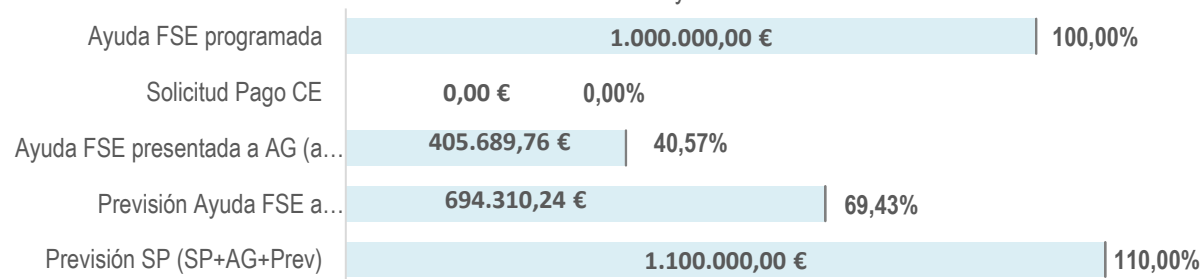 Ayuda FSE programada 1.000.000,00 € 100,00%
Solicitud Pago CE 0,00 € 0,00%
Ayuda FSE presentada a AG (a… 405.689,76 € 40,57%
Previsión Ayuda FSE a… 694.310,24 € 69,43%
Previsión SP (SP+AG+Prev) 1.100.000,00 € 110,00%